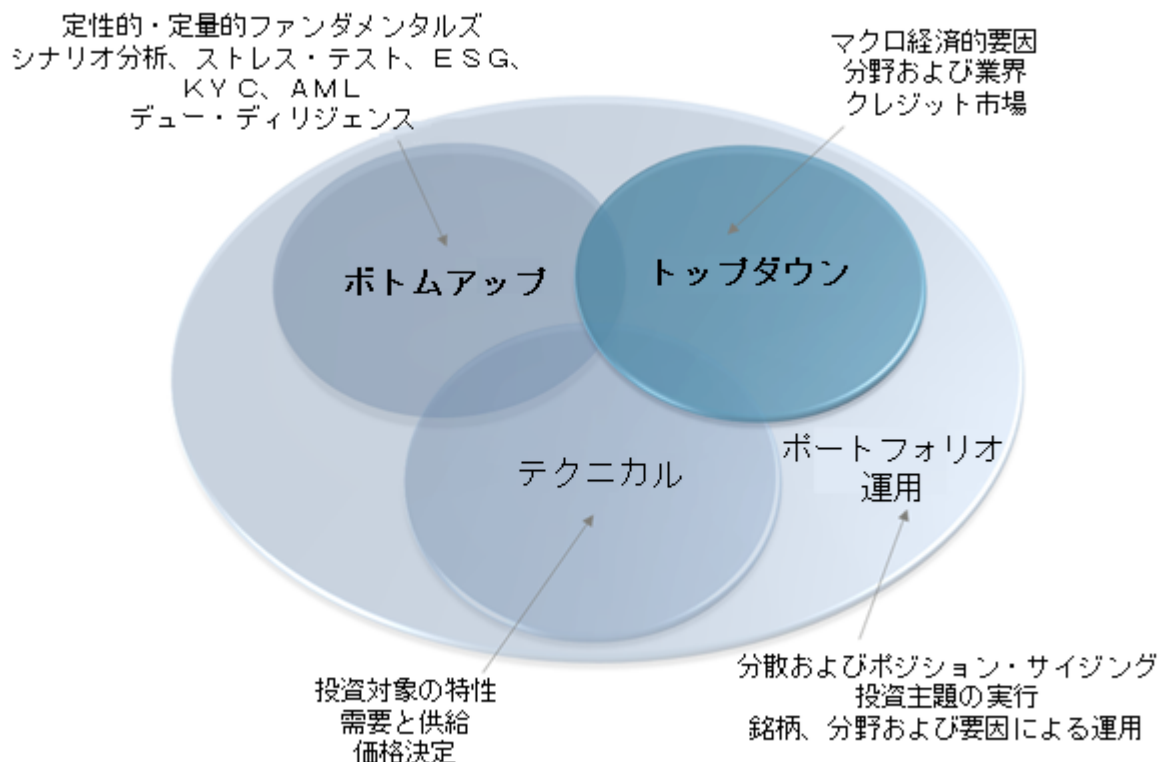 定性的・定量的ファンダメンタルズ
シナリオ分析、ストレス・テスト、ＥＳＧ、
ＫＹＣ、ＡＭＬ
デュー・ディリジェンス
マクロ経済的要因
分野および業界
クレジット市場
ボトムアップ
トップダウン
テクニカル
ポートフォリオ
運用
投資対象の特性
需要と供給
価格決定
分散およびポジション・サイジング
投資主題の実行
銘柄、分野および要因による運用